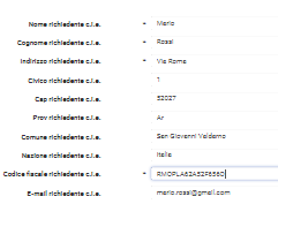 Nome richiedente c.l.e. * Mario
Cognome richiedente c.l.e. * Rossi
Indirizzo richiedente c.l.e. * Via Roma
Civico richiedente c.l.e. 1
Cap richiedente c.l.e. 52027
Prov richiedente c.l.e. Ar
Comune richiedente c.l.e. San Giovanni Valdarno
Nazione richiedente c.l.e. Italia
Codice fiscale richiedente c.l.e. *
E-mail richiedente c.l.e. mario.rossi@gmail.com